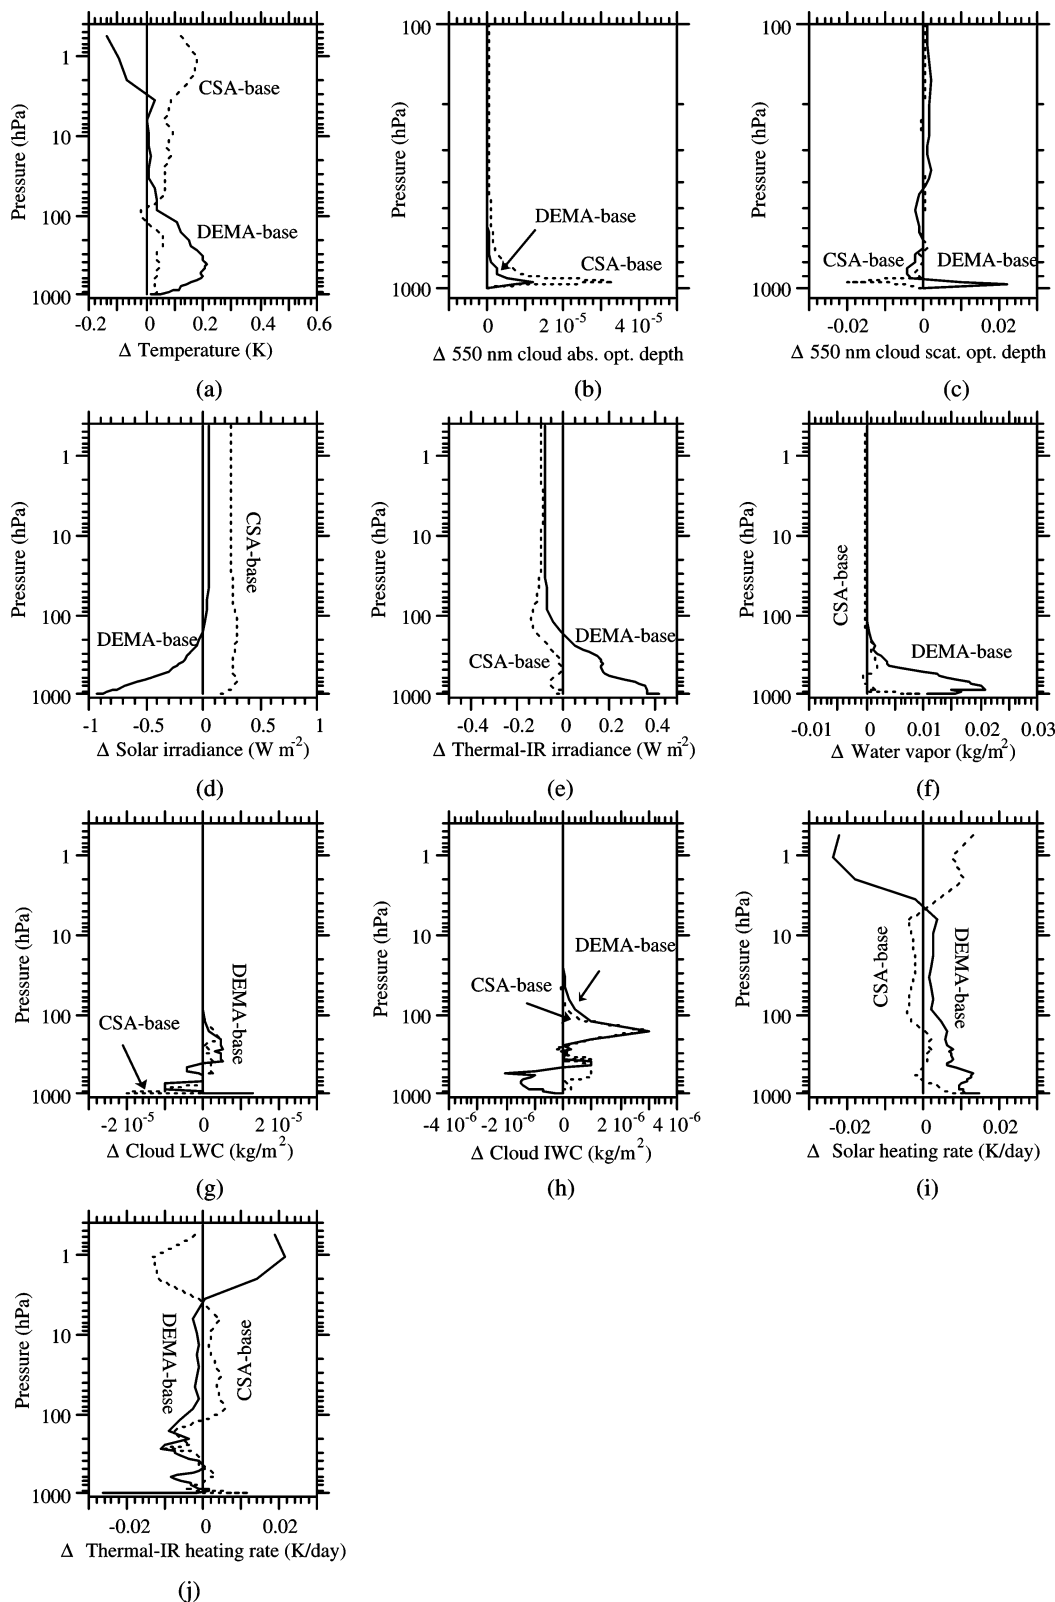 Pressure (hPa)
1
10
100
1000
CSA-base
DEMA-base
-0.2 0 0.2 0.4 0.6
Δ Temperature (K)
(a)
Pressure (hPa)
100
1000
DEMA-base
CSA-base
0 2 10⁻⁵ 4 10⁻⁵
Δ 550 nm cloud abs. opt. depth
(b)
Pressure (hPa)
100
1000
CSA-base DEMA-base
-0.02 0 0.02
Δ 550 nm cloud scat. opt. depth
(c)
Pressure (hPa)
1
10
100
1000
CSA-base
DEMA-base
-1 -0.5 0 0.5 1
Δ Solar irradiance (W m⁻²)
(d)
Pressure (hPa)
1
10
100
1000
DEMA-base
CSA-base
-0.4 -0.2 0 0.2 0.4
Δ Thermal-IR irradiance (W m⁻²)
(e)
Pressure (hPa)
1
10
100
1000
CSA-base
DEMA-base
-0.01 0 0.01 0.02 0.03
Δ Water vapor (kg/m²)
(f)
Pressure (hPa)
1
10
100
1000
DEMA-base
CSA-base
-2 10⁻⁵ 0 2 10⁻⁵
Δ Cloud LWC (kg/m²)
(g)
Pressure (hPa)
1
10
100
1000
DEMA-base
CSA-base
-4 10⁻⁶ -2 10⁻⁶ 0 2 10⁻⁶ 4 10⁻⁶
Δ Cloud IWC (kg/m²)
(h)
Pressure (hPa)
1
10
100
1000
CSA-base
DEMA-base
-0.02 0 0.02
Δ Solar heating rate (K/day)
(i)
Pressure (hPa)
1
10
100
1000
DEMA-base
CSA-base
-0.02 0 0.02
Δ Thermal-IR heating rate (K/day)
(j)